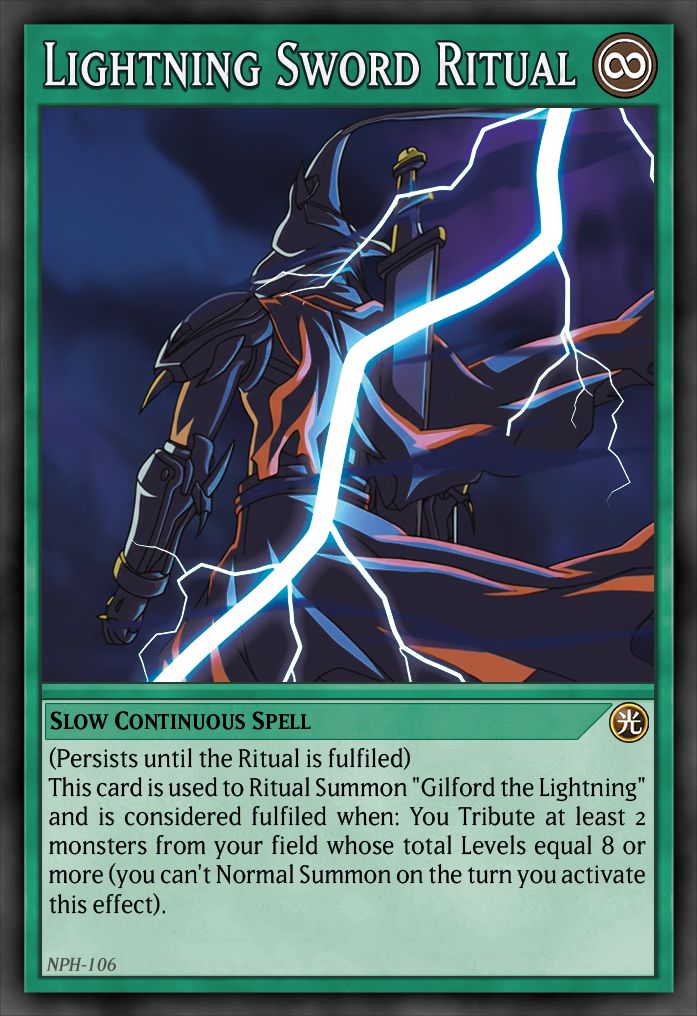 Lightning Sword Ritual
Slow Continuous Spell
光
(Persists until the Ritual is fulfiled)
This card is used to Ritual Summon "Gilford the Lightning"
and is considered fulfiled when: You Tribute at least 2
monsters from your field whose total Levels equal 8 or
more (you can't Normal Summon on the turn you activate
this effect).
NPH-106